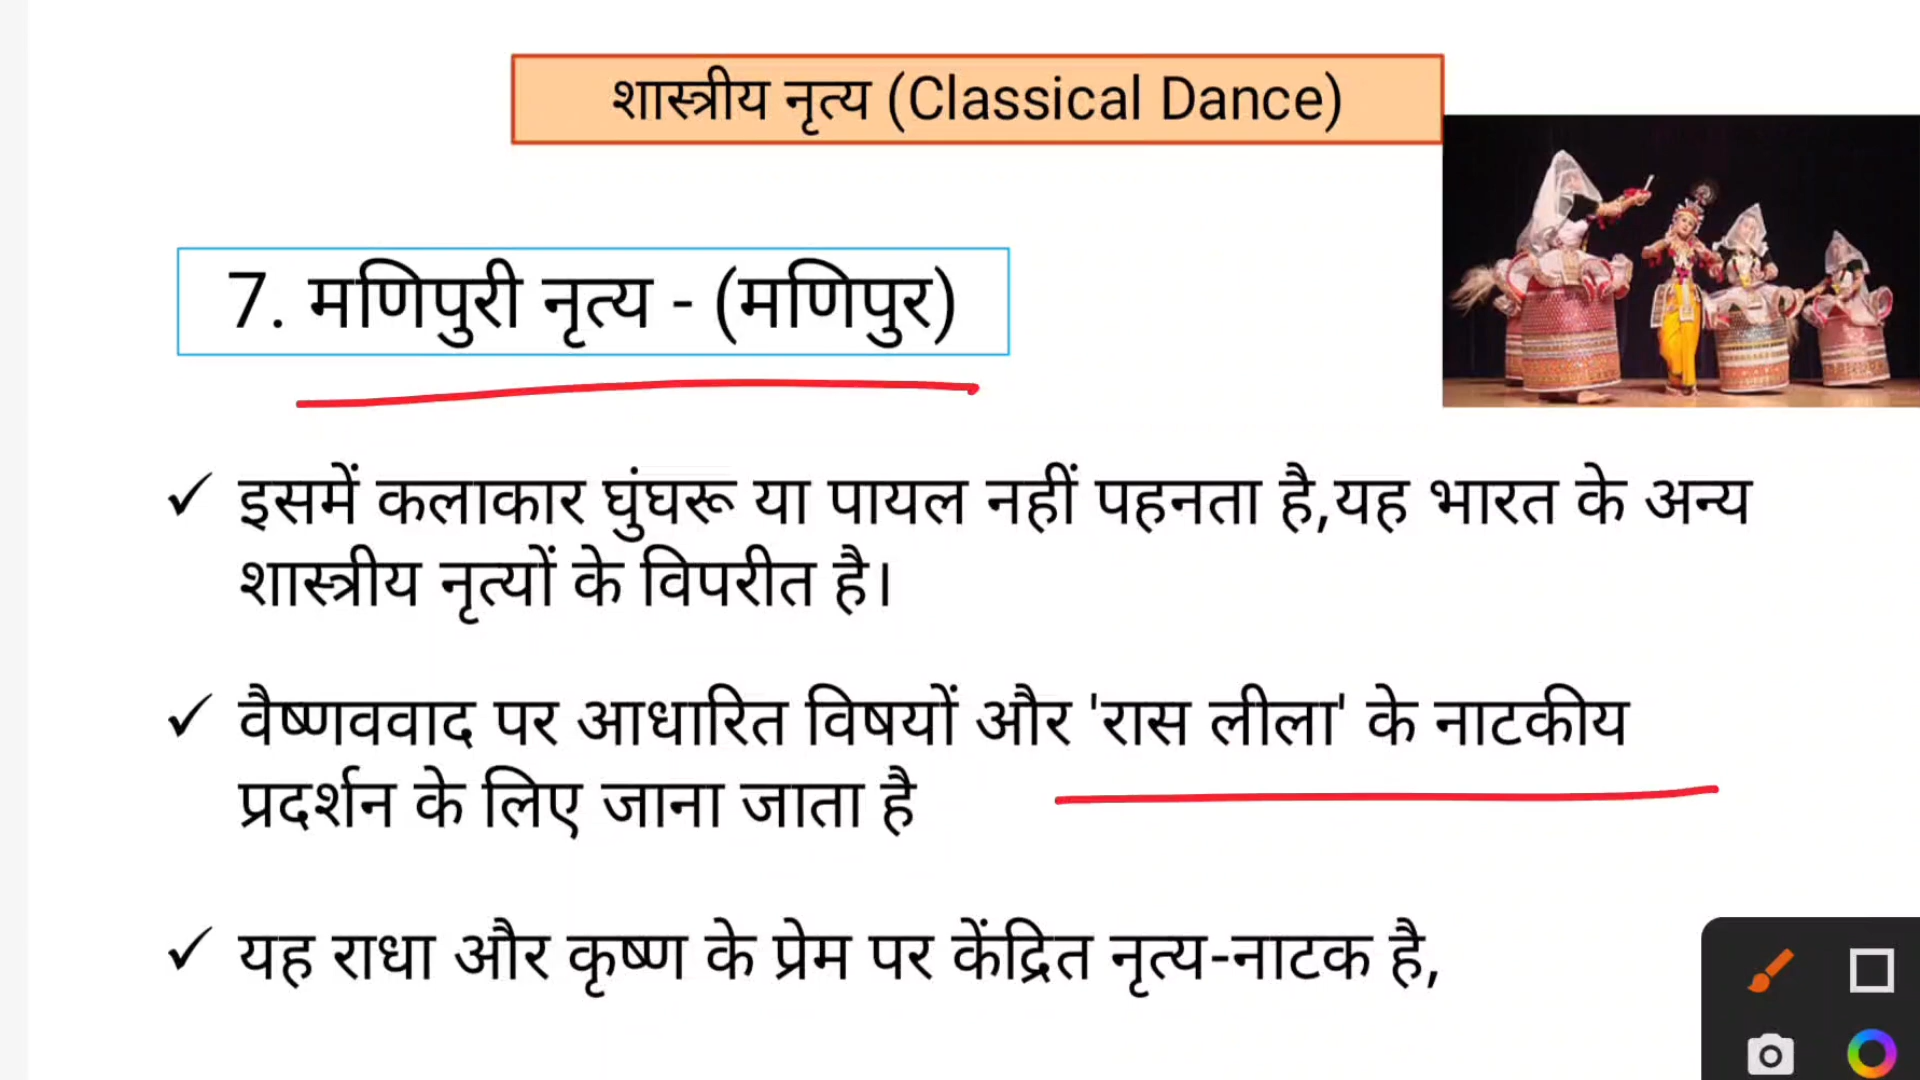 शास्त्रीय नृत्य (Classical Dance)
7. मणिपुरी नृत्य - (मणिपुर)
✓ इसमें कलाकार घुंघरू या पायल नहीं पहनता है,यह भारत के अन्य
शास्त्रीय नृत्यों के विपरीत है।
✓ वैष्णववाद पर आधारित विषयों और 'रास लीला' के नाटकीय
प्रदर्शन के लिए जाना जाता है
✓ यह राधा और कृष्ण के प्रेम पर केंद्रित नृत्य-नाटक है,